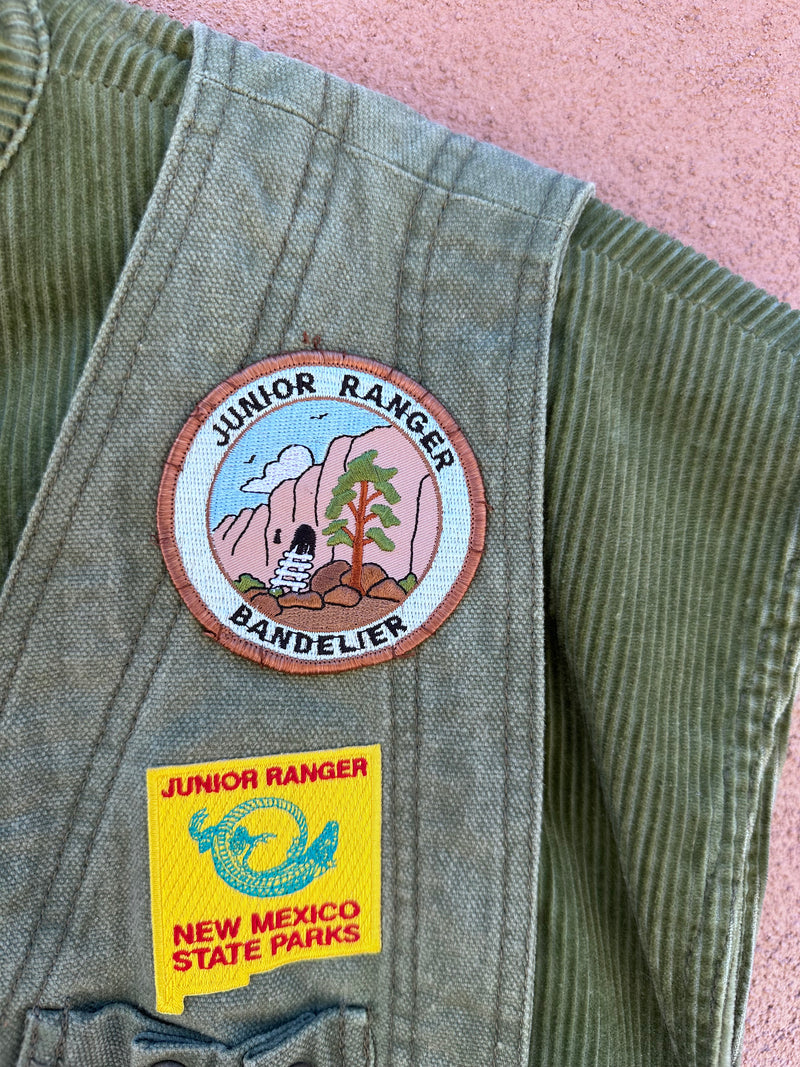 JUNIOR RANGER
BANDELIER
JUNIOR RANGER
NEW MEXICO
STATE PARKS